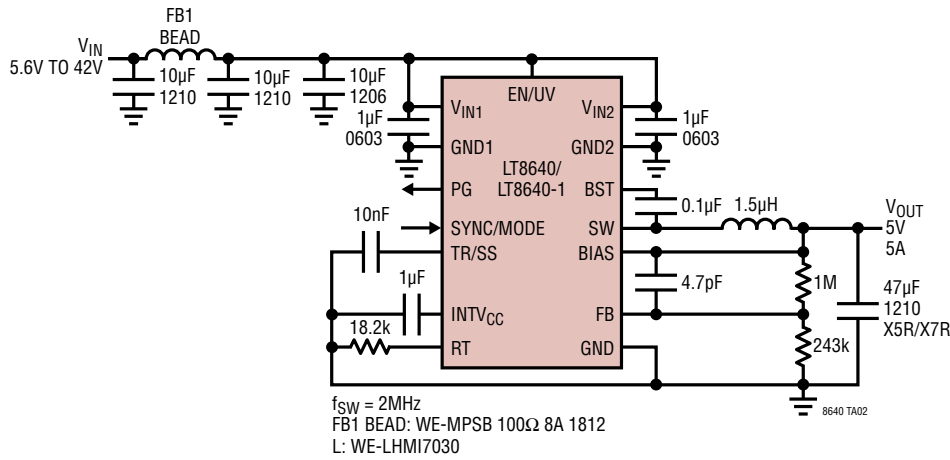 FB1
BEAD
V_IN
5.6V TO 42V
10µF
1210
10µF
1210
10µF
1206
1µF
0603
EN/UV
V_IN1
V_IN2
1µF
0603
GND1
GND2
LT8640/
LT8640-1
PG
BST
0.1µF
1.5µH
V_OUT
5V
5A
10nF
SYNC/MODE
SW
TR/SS
BIAS
1µF
4.7pF
1M
47µF
1210
X5R/X7R
INTV_CC
FB
18.2k
RT
GND
243k
8640 TA02
f_SW = 2MHz
FB1 BEAD: WE-MPSB 100Ω 8A 1812
L: WE-LHMI7030